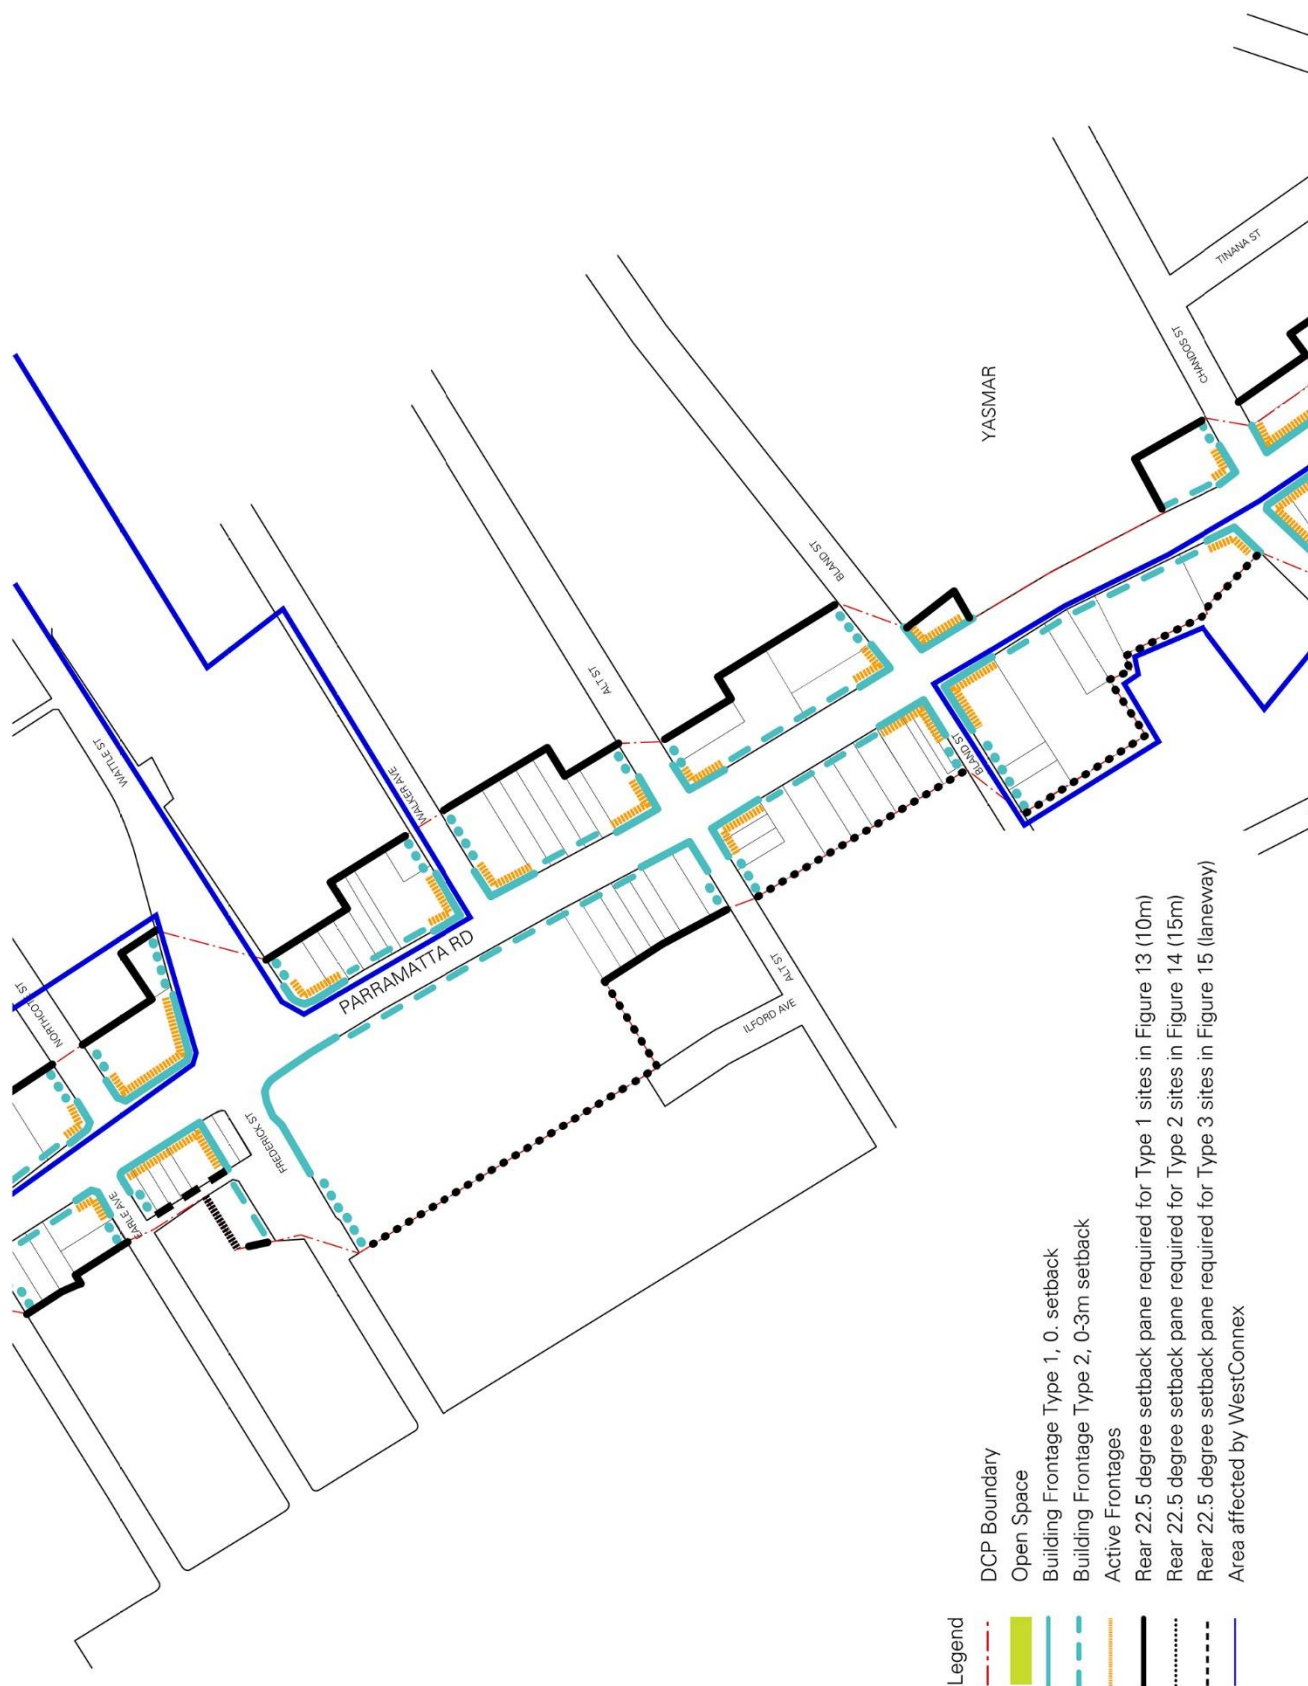 NORTHCOTT ST
WATTLE ST
WALKER AVE
ALT ST
BLAND ST
YASMAR
CHANDOS ST
TINANA ST
PARRAMATTA RD
BLAND ST
ALT ST
ILFORD AVE
FREDERICK ST
EARLE AVE
Legend
DCP Boundary
Open Space
Building Frontage Type 1, 0. setback
Building Frontage Type 2, 0-3m setback
Active Frontages
Rear 22.5 degree setback pane required for Type 1 sites in Figure 13 (10m)
Rear 22.5 degree setback pane required for Type 2 sites in Figure 14 (15m)
Rear 22.5 degree setback pane required for Type 3 sites in Figure 15 (laneway)
Area affected by WestConnex